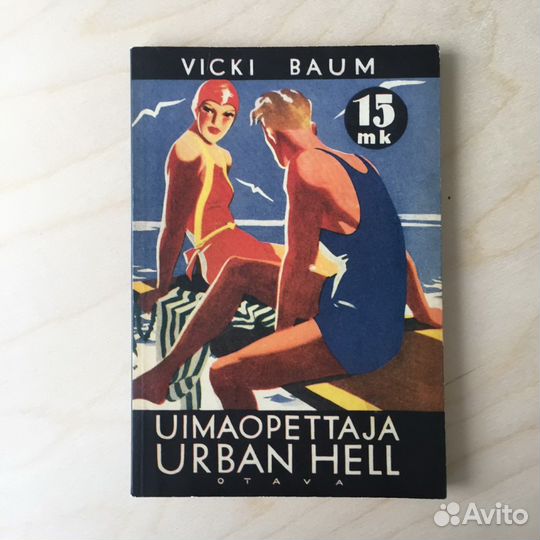 VICKI BAUM
15
mk
UIMAOPETTAJA
URBAN HELL
OTAVA
Avito